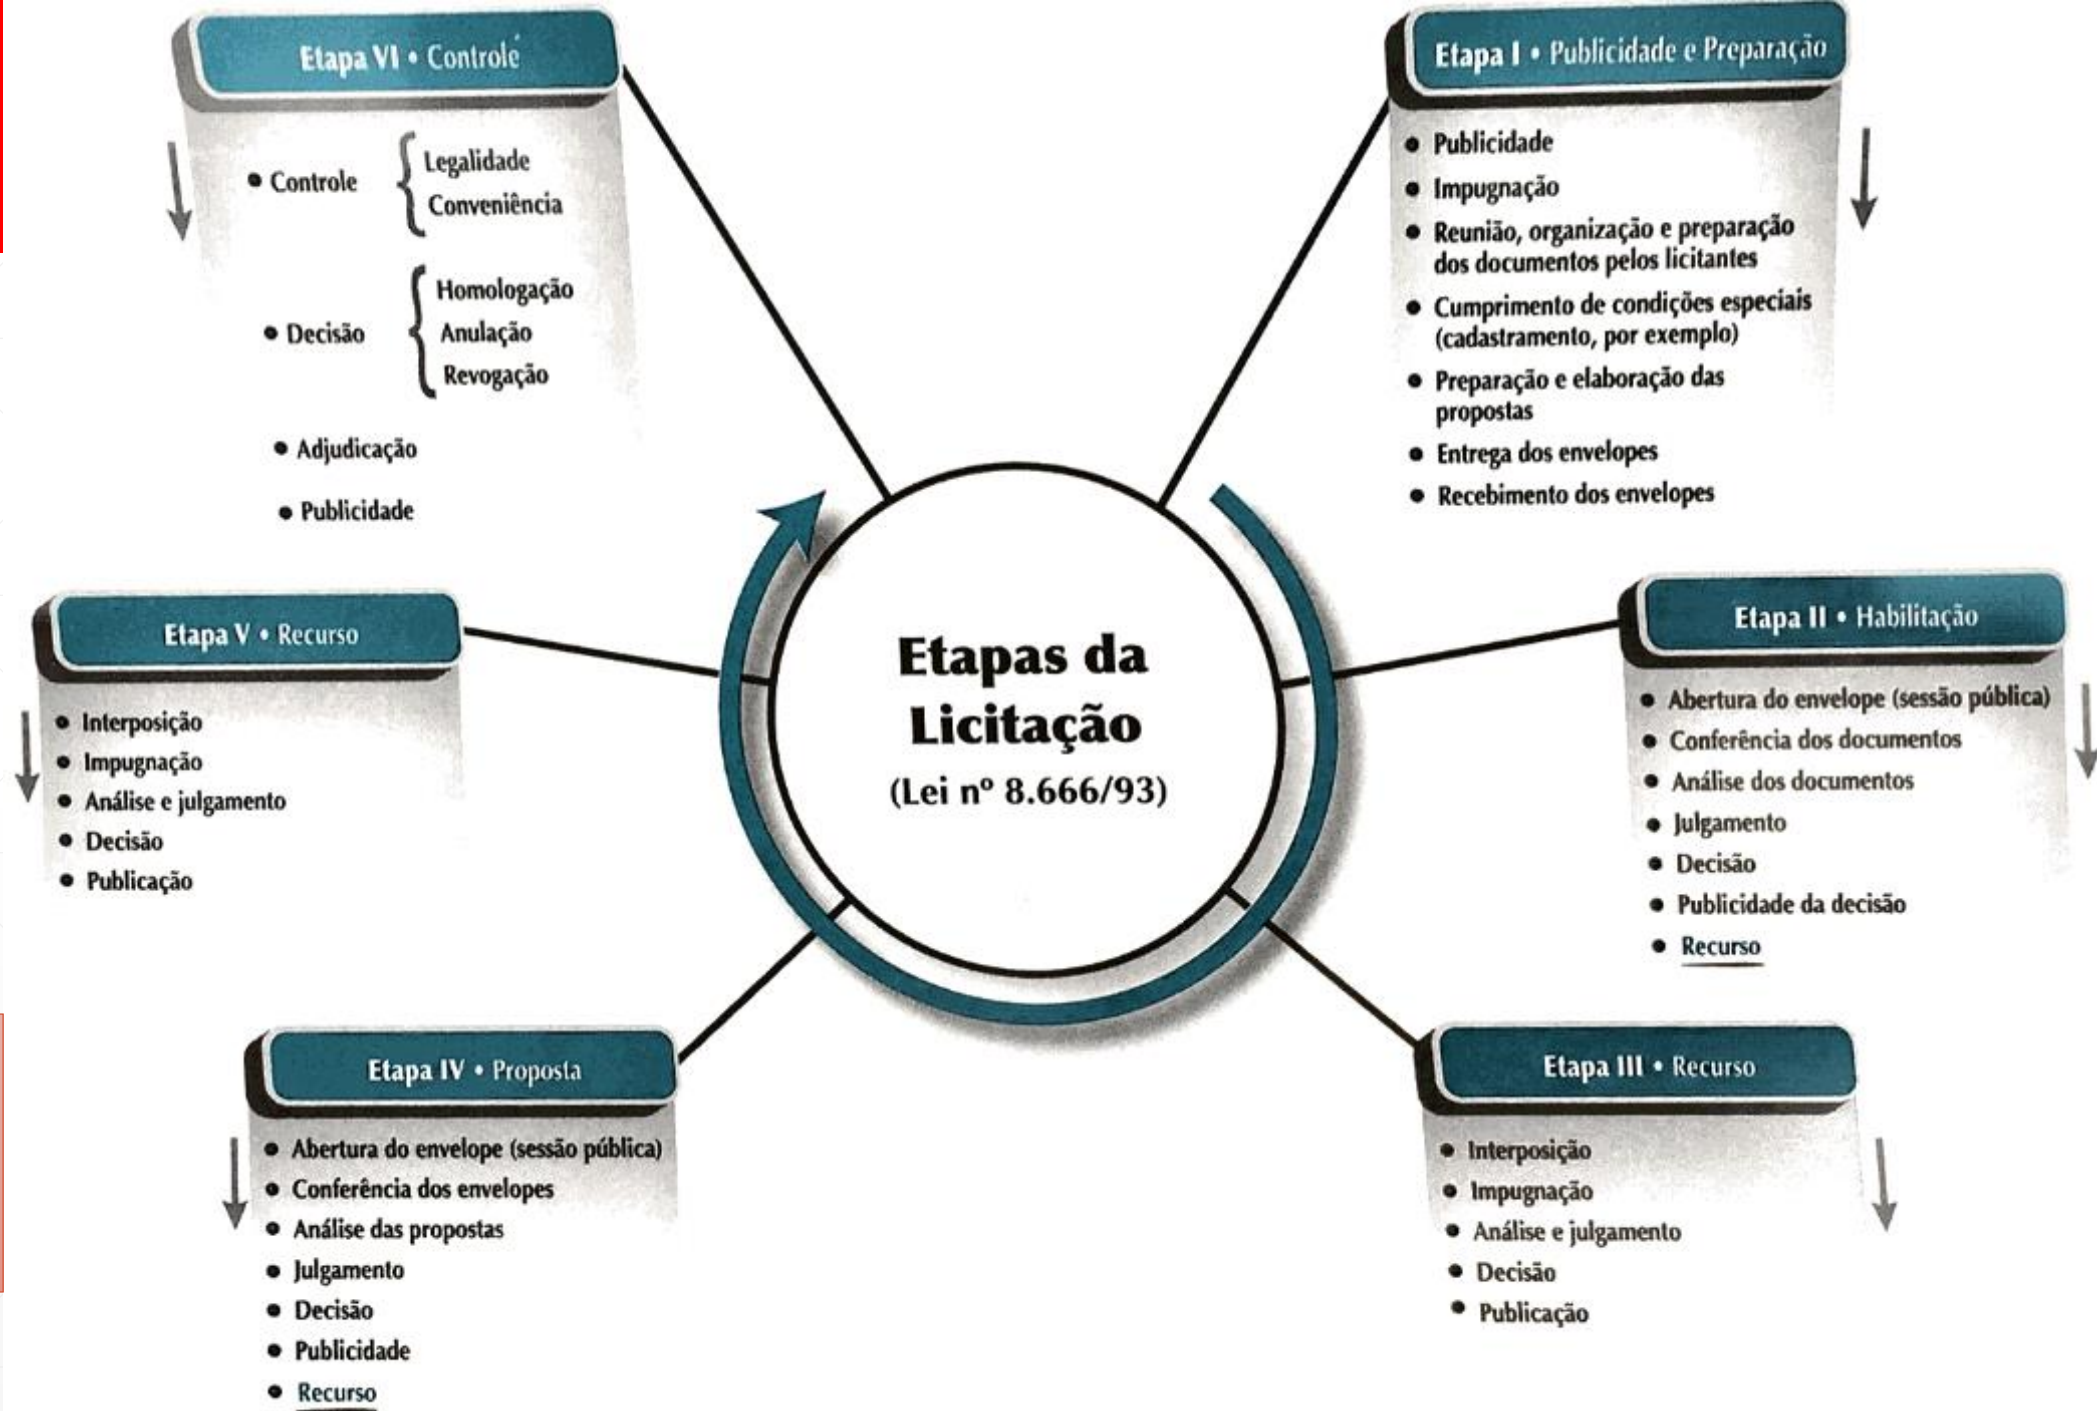 Etapas da
Licitação
(Lei nº 8.666/93)
Etapa I • Publicidade e Preparação
• Publicidade
• Impugnação
• Reunião, organização e preparação
dos documentos pelos licitantes
• Cumprimento de condições especiais
(cadastramento, por exemplo)
• Preparação e elaboração das
propostas
• Entrega dos envelopes
• Recebimento dos envelopes
Etapa II • Habilitação
• Abertura do envelope (sessão pública)
• Conferência dos documentos
• Análise dos documentos
• Julgamento
• Decisão
• Publicidade da decisão
• Recurso
Etapa III • Recurso
• Interposição
• Impugnação
• Análise e julgamento
• Decisão
• Publicação
Etapa IV • Proposta
• Abertura do envelope (sessão pública)
• Conferência dos envelopes
• Análise das propostas
• Julgamento
• Decisão
• Publicidade
• Recurso
Etapa V • Recurso
• Interposição
• Impugnação
• Análise e julgamento
• Decisão
• Publicação
Etapa VI • Controle
• Controle
Legalidade
Conveniência
• Decisão
Homologação
Anulação
Revogação
• Adjudicação
• Publicidade